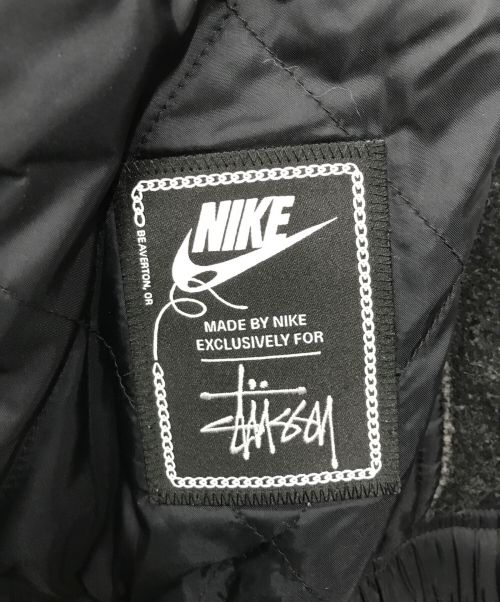 NIKE
BEAVERTON, OR
MADE BY NIKE
EXCLUSIVELY FOR
Stüssy